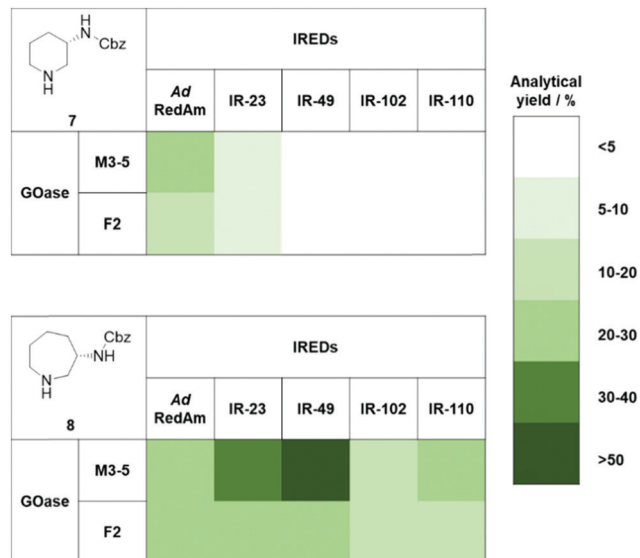 H
N
Cbz
N
H
7
IREDs
Ad
RedAm
IR-23
IR-49
IR-102
IR-110
GOase
M3-5
F2
Analytical
yield / %
<5
5-10
10-20
20-30
30-40
>50
Cbz
NH
N
H
8
IREDs
Ad
RedAm
IR-23
IR-49
IR-102
IR-110
GOase
M3-5
F2